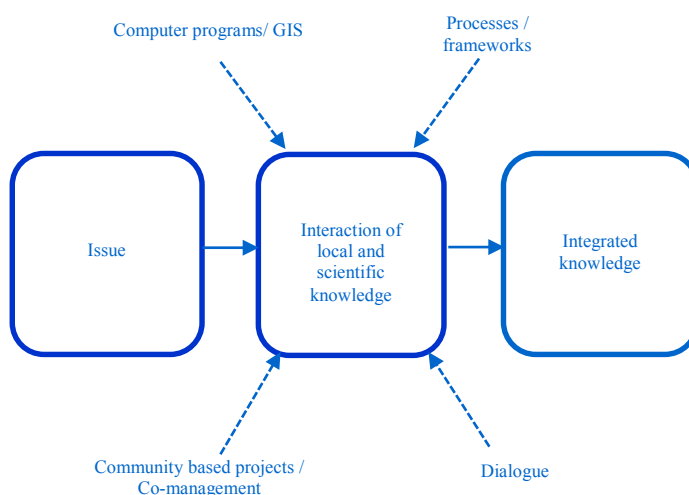 Computer programs/ GIS
Processes /
frameworks
Issue
Interaction of
local and
scientific
knowledge
Integrated
knowledge
Community based projects /
Co-management
Dialogue